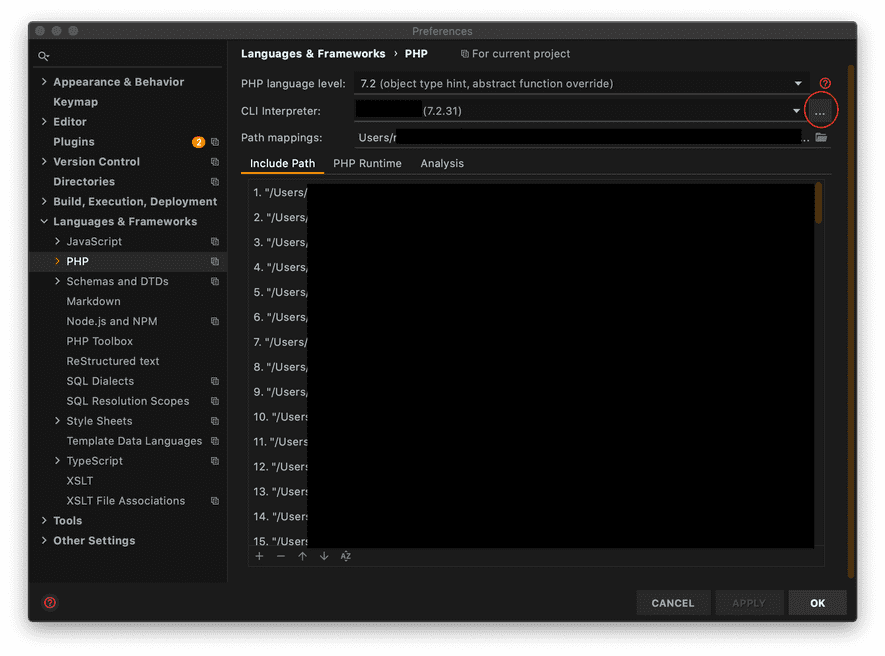 Preferences
Languages & Frameworks › PHP For current project
Appearance & Behavior
Keymap
Editor
Plugins 2
Version Control
Directories
Build, Execution, Deployment
Languages & Frameworks
JavaScript
PHP
Schemas and DTDs
Markdown
Node.js and NPM
PHP Toolbox
ReStructured text
SQL Dialects
SQL Resolution Scopes
Style Sheets
Template Data Languages
TypeScript
XSLT
XSLT File Associations
Tools
Other Settings
?
PHP language level: 7.2 (object type hint, abstract function override) ?
CLI Interpreter: (7.2.31) ...
Path mappings: Users/ ..
Include Path PHP Runtime Analysis
1. "/Users/
2. "/Users/
3. "/Users/
4. "/Users/
5. "/Users/
6. "/Users/
7. "/Users/
8. "/Users/
9. "/Users/
10. "/Users
11. "/Users
12. "/Users
13. "/Users
14. "/Users
15. "/Users
+ − ↑ ↓ AZ
CANCEL APPLY OK